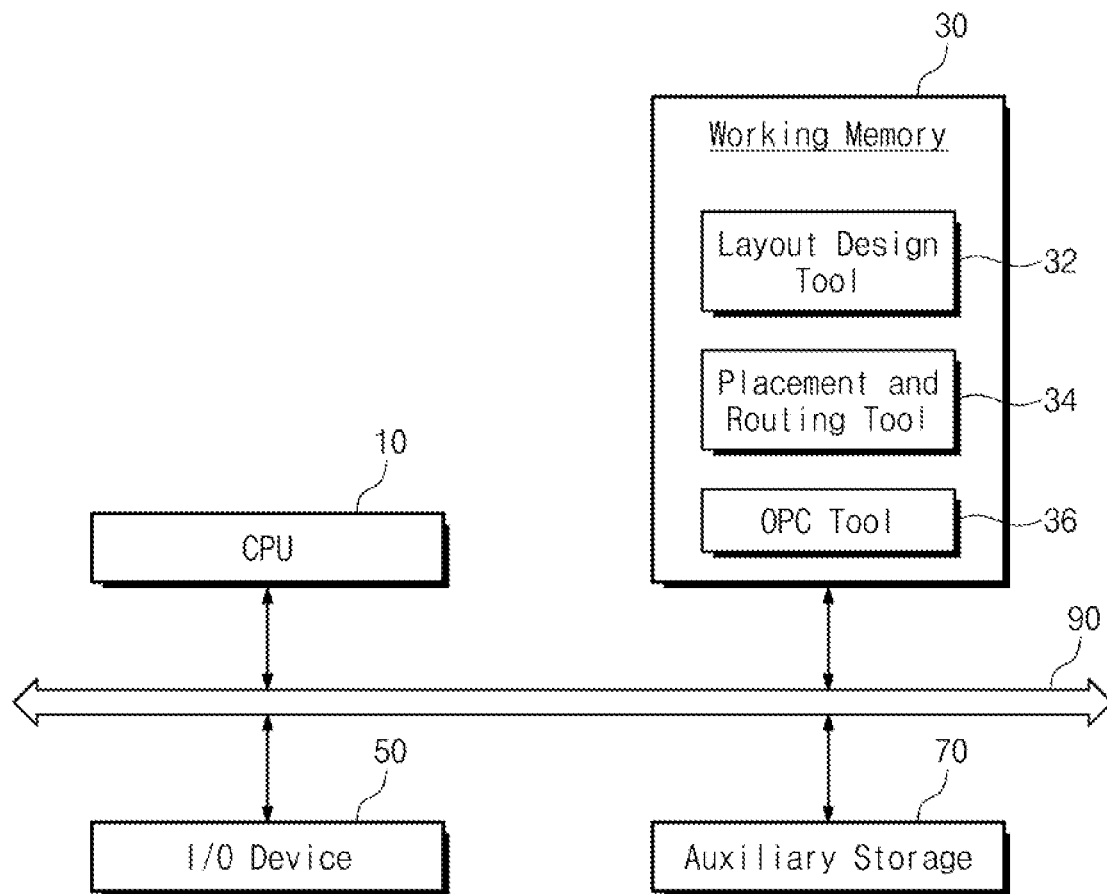 30
Working Memory
Layout Design
Tool
32
Placement and
Routing Tool
34
10
CPU
OPC Tool
36
90
50
70
I/O Device
Auxiliary Storage